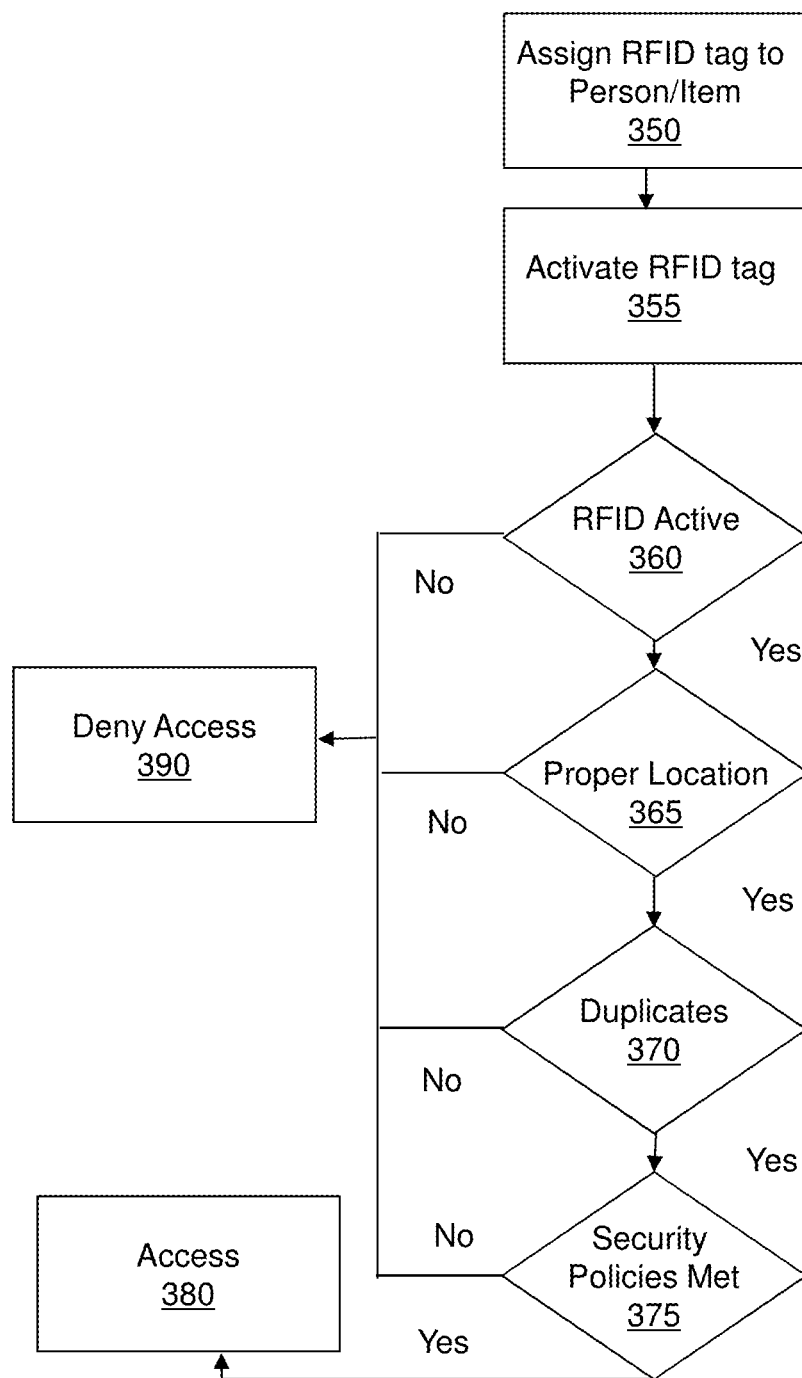 Assign RFID tag to
Person/Item
350
Activate RFID tag
355
RFID Active
360
No
Yes
Deny Access
390
Proper Location
365
No
Yes
Duplicates
370
No
Yes
Security
Policies Met
375
No
Access
380
Yes